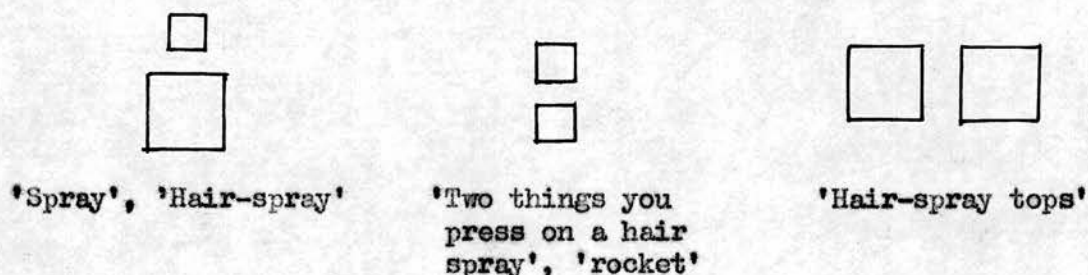 'Spray', 'Hair-spray'
'Two things you
press on a hair
spray', 'rocket'
'Hair-spray tops'